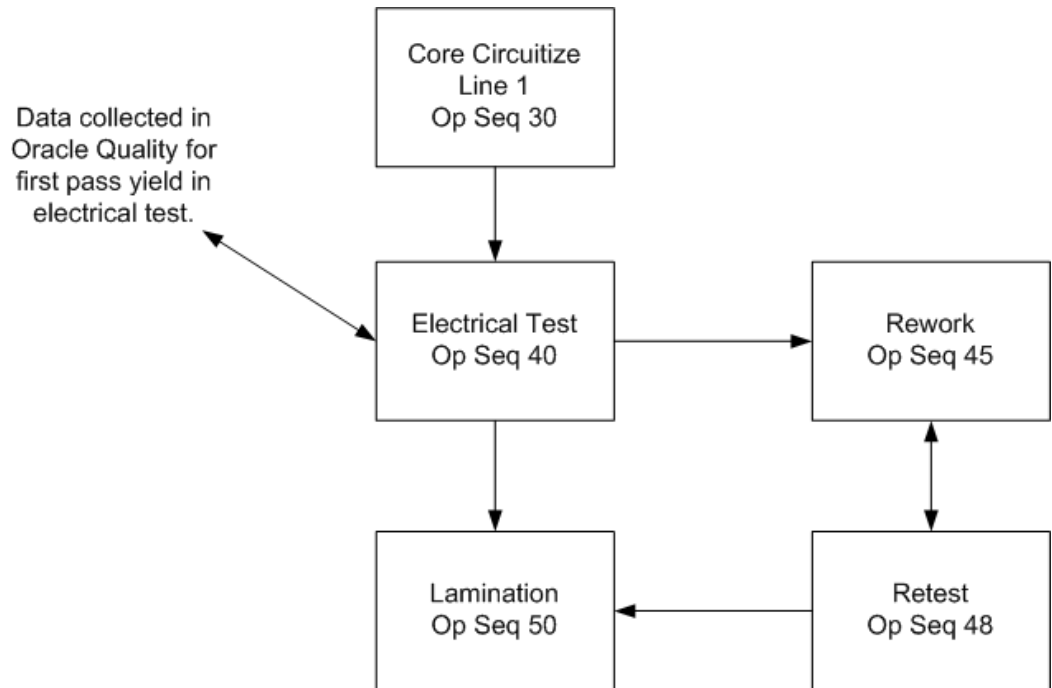 Core Circuitize
Line 1
Op Seq 30
Data collected in
Oracle Quality for
first pass yield in
electrical test.
Electrical Test
Op Seq 40
Rework
Op Seq 45
Lamination
Op Seq 50
Retest
Op Seq 48